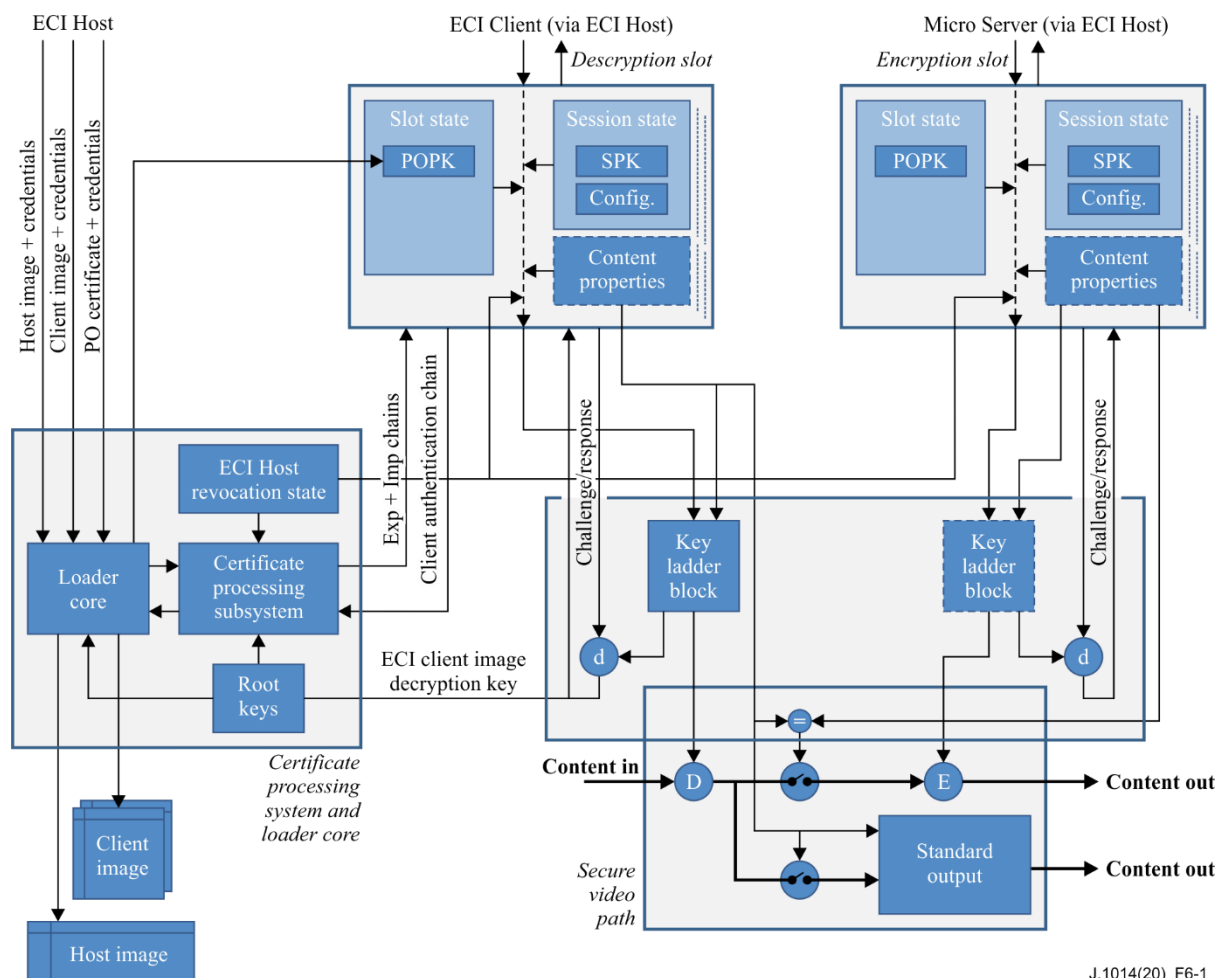 ECI Host
ECI Client (via ECI Host)
Micro Server (via ECI Host)
Descryption slot
Encryption slot
Host image + credentials
Client image + credentials
PO certificate + credentials
Slot state
POPK
Session state
SPK
Config.
Content
properties
Slot state
POPK
Session state
SPK
Config.
Content
properties
Exp + Imp chains
Client authentication chain
Challenge/response
Challenge/response
ECI Host
revocation state
Loader
core
Certificate
processing
subsystem
Root
keys
Key
ladder
block
Key
ladder
block
d
d
ECI client image
decryption key
=
Certificate
processing
system and
loader core
Content in
D
E
Content out
Client
image
Standard
output
Content out
Secure
video
path
Host image
J.1014(20)_F6-1